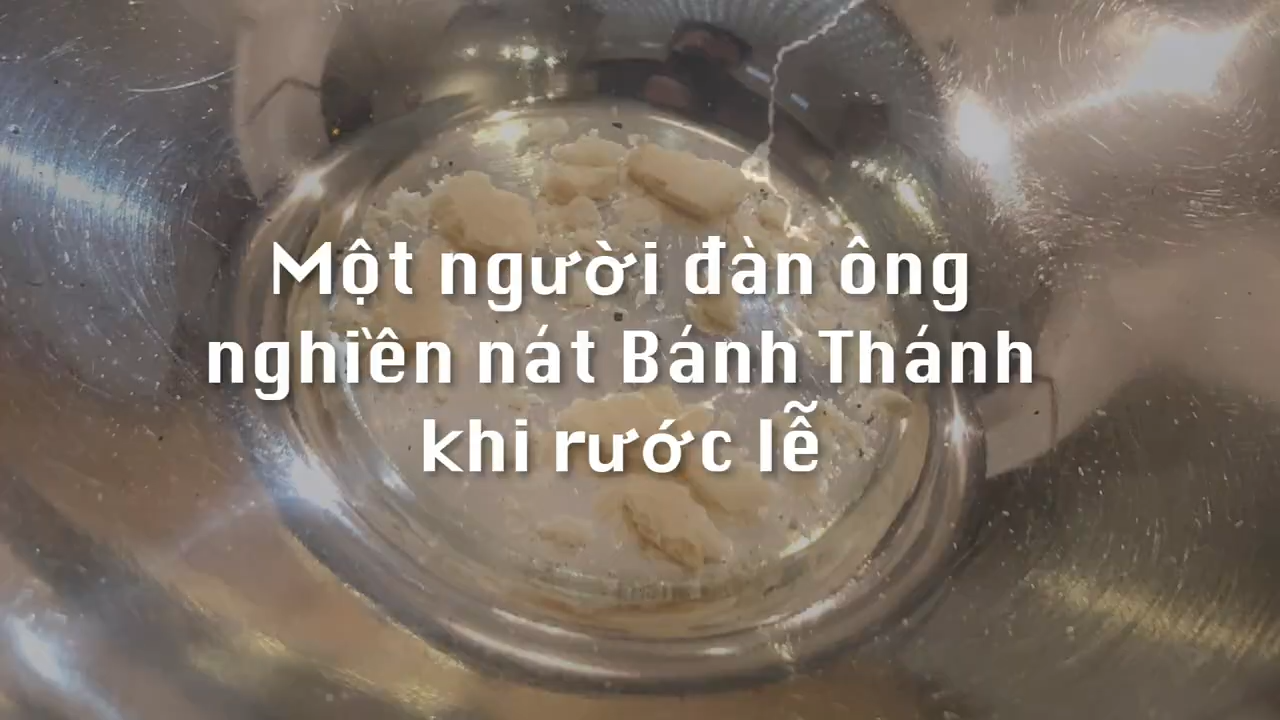 Một người đàn ông
nghiền nát Bánh Thánh
khi rước lễ